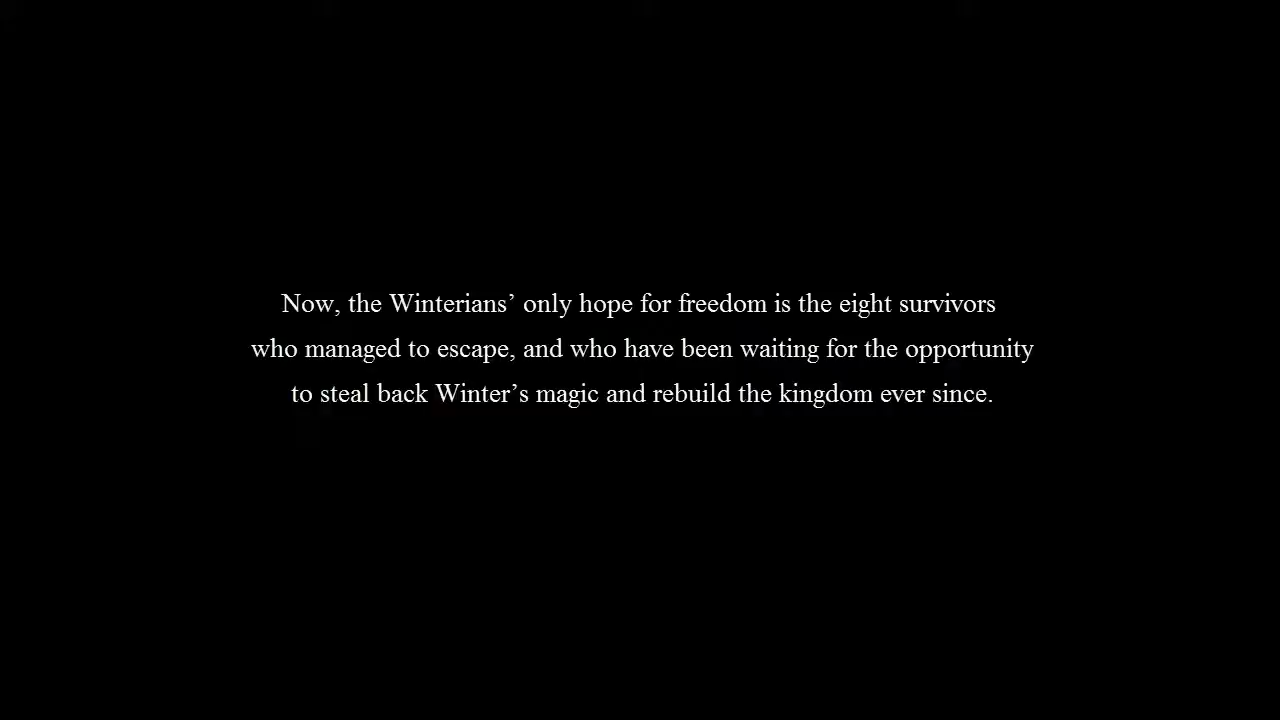 Now, the Winterians’ only hope for freedom is the eight survivors
who managed to escape, and who have been waiting for the opportunity
to steal back Winter’s magic and rebuild the kingdom ever since.